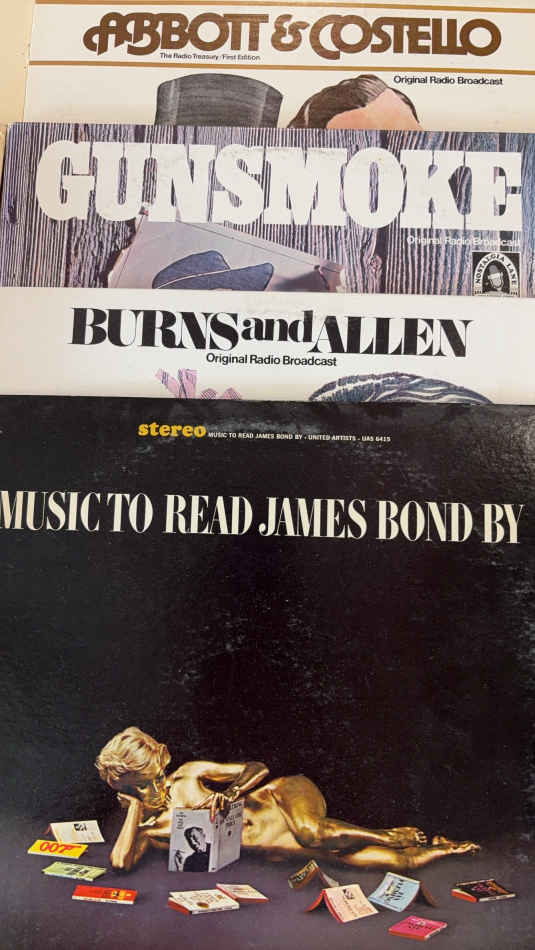 ABBOTT & COSTELLO
The Radio Treasury/First Edition
Original Radio Broadcast
GUNSMOKE
Original Radio Broadcast
NOSTALGIA LANE
BURNS and ALLEN
Original Radio Broadcast
stereo MUSIC TO READ JAMES BOND BY • UNITED ARTISTS - UAS 6415
MUSIC TO READ JAMES BOND BY
007